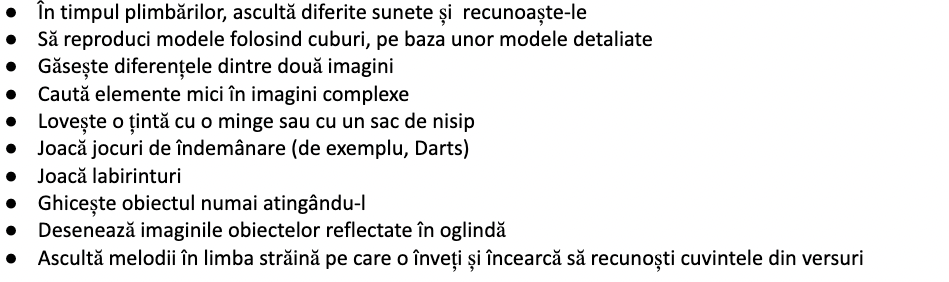 ● În timpul plimbărilor, ascultă diferite sunete și  recunoaște-le
● Să reproduci modele folosind cuburi, pe baza unor modele detaliate
● Găsește diferențele dintre două imagini
● Caută elemente mici în imagini complexe
● Lovește o țintă cu o minge sau cu un sac de nisip
● Joacă jocuri de îndemânare (de exemplu, Darts)
● Joacă labirinturi
● Ghicește obiectul numai atingându-l
● Desenează imaginile obiectelor reflectate în oglindă
● Ascultă melodii în limba străină pe care o înveți și încearcă să recunoști cuvintele din versuri